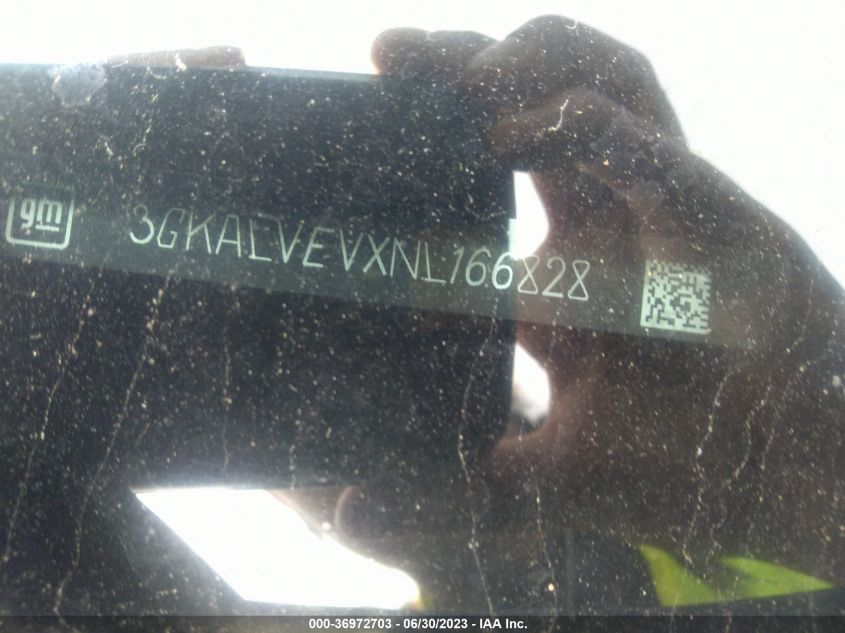 gm 3GKALVEVXNL166828
000-36972703 - 06/30/2023 - IAA Inc.